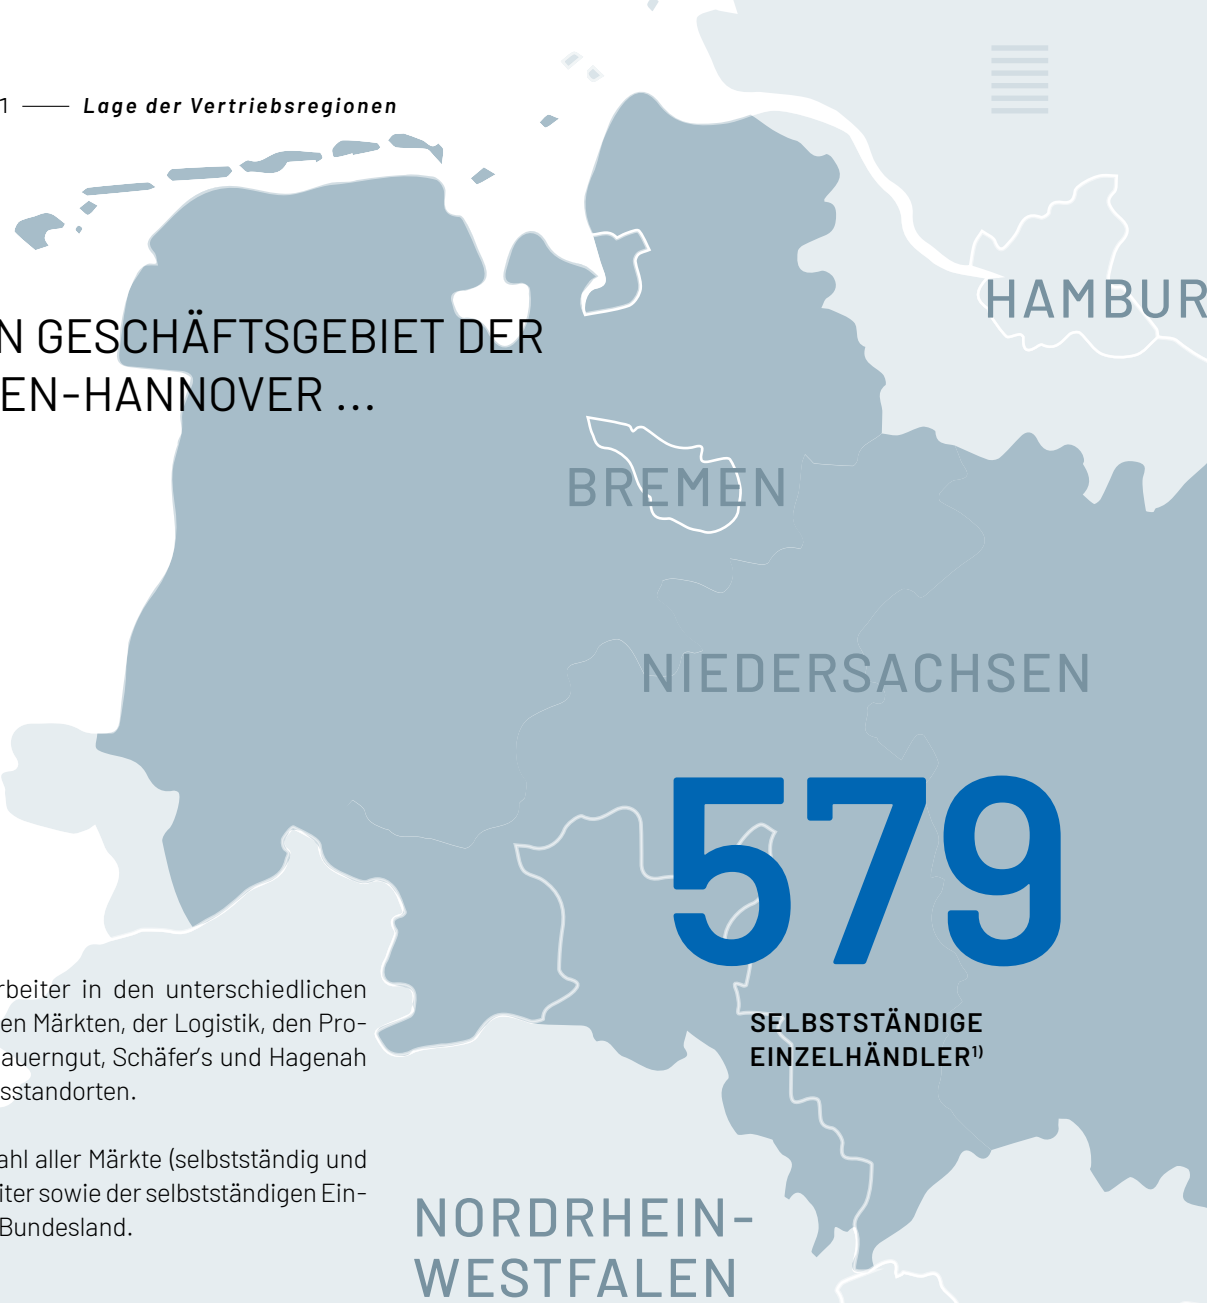 1 — Lage der Vertriebsregionen
HAMBUR
N GESCHÄFTSGEBIET DER
EN-HANNOVER ...
BREMEN
NIEDERSACHSEN
579
SELBSTSTÄNDIGE
EINZELHÄNDLER¹⁾
rbeiter in den unterschiedlichen
en Märkten, der Logistik, den Pro-
auerngut, Schäfer’s und Hagenah
sstandorten.
ahl aller Märkte (selbstständig und
iter sowie der selbstständigen Ein-
Bundesland.
NORDRHEIN-
WESTFALEN